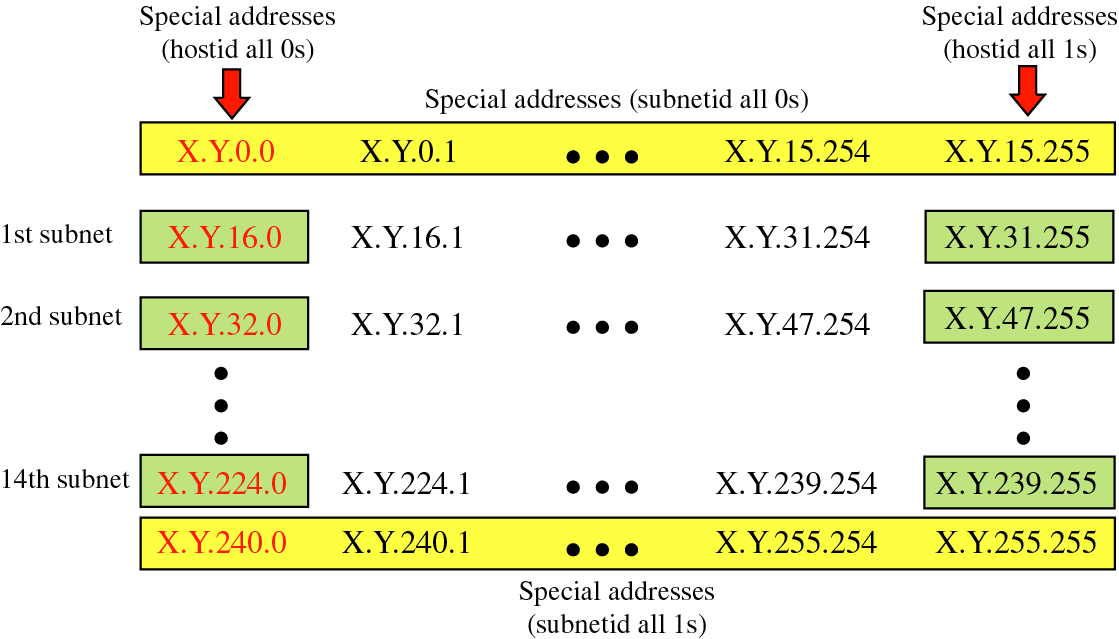 Special addresses
(hostid all 0s)
Special addresses
(hostid all 1s)
Special addresses (subnetid all 0s)
X.Y.0.0 X.Y.0.1 • • • X.Y.15.254 X.Y.15.255
1st subnet X.Y.16.0 X.Y.16.1 • • • X.Y.31.254 X.Y.31.255
2nd subnet X.Y.32.0 X.Y.32.1 • • • X.Y.47.254 X.Y.47.255
14th subnet X.Y.224.0 X.Y.224.1 • • • X.Y.239.254 X.Y.239.255
X.Y.240.0 X.Y.240.1 • • • X.Y.255.254 X.Y.255.255
Special addresses
(subnetid all 1s)